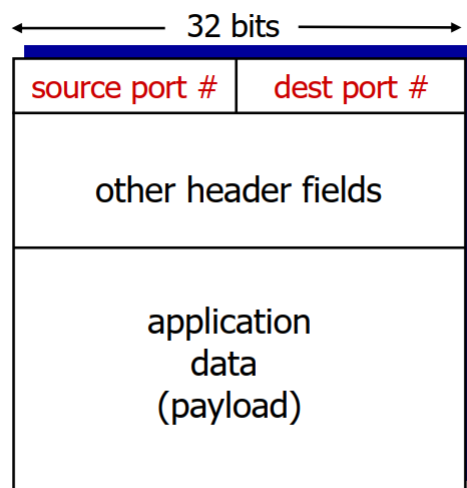 32 bits
source port # dest port #
other header fields
application
data
(payload)